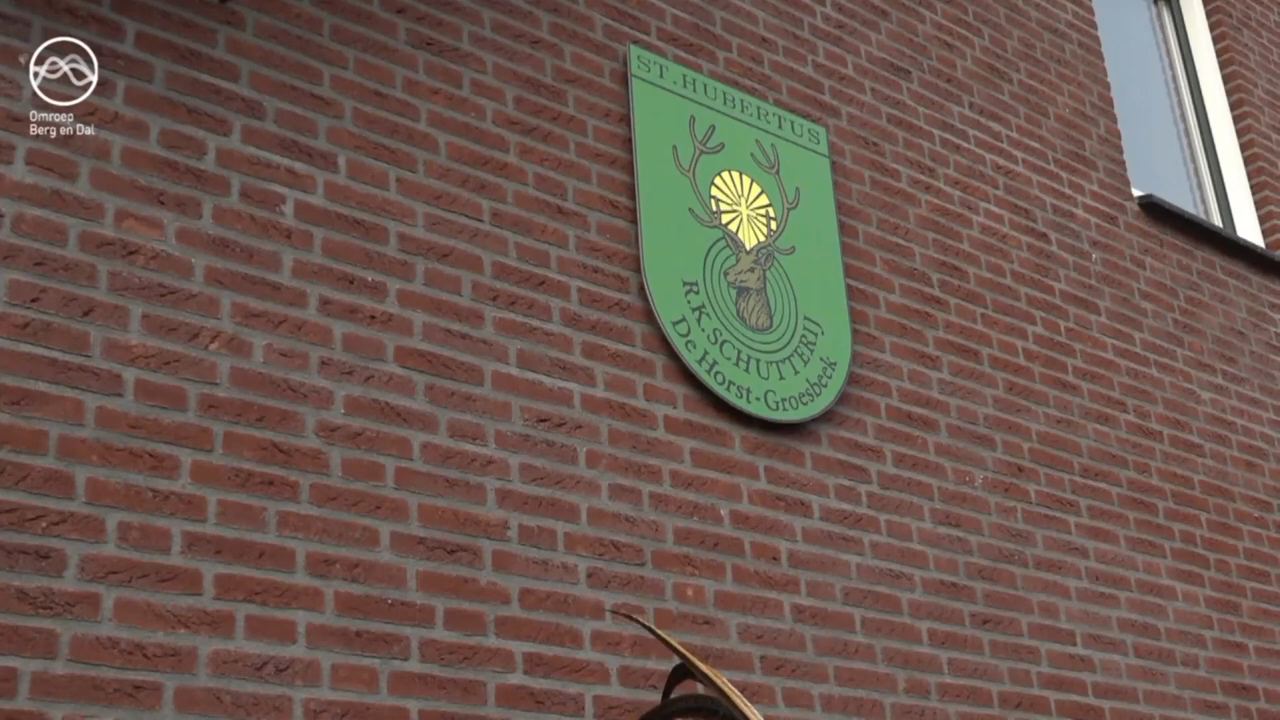 Omroep
Berg en Dal
ST. HUBERTUS
R.K. SCHUTTERIJ
De Horst-Groesbeek